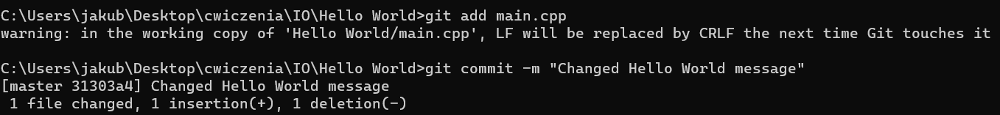 C:\Users\jakub\Desktop\cwiczenia\IO\Hello World>git add main.cpp
warning: in the working copy of 'Hello World/main.cpp', LF will be replaced by CRLF the next time Git touches it
C:\Users\jakub\Desktop\cwiczenia\IO\Hello World>git commit -m "Changed Hello World message"
[master 31303a4] Changed Hello World message
 1 file changed, 1 insertion(+), 1 deletion(-)